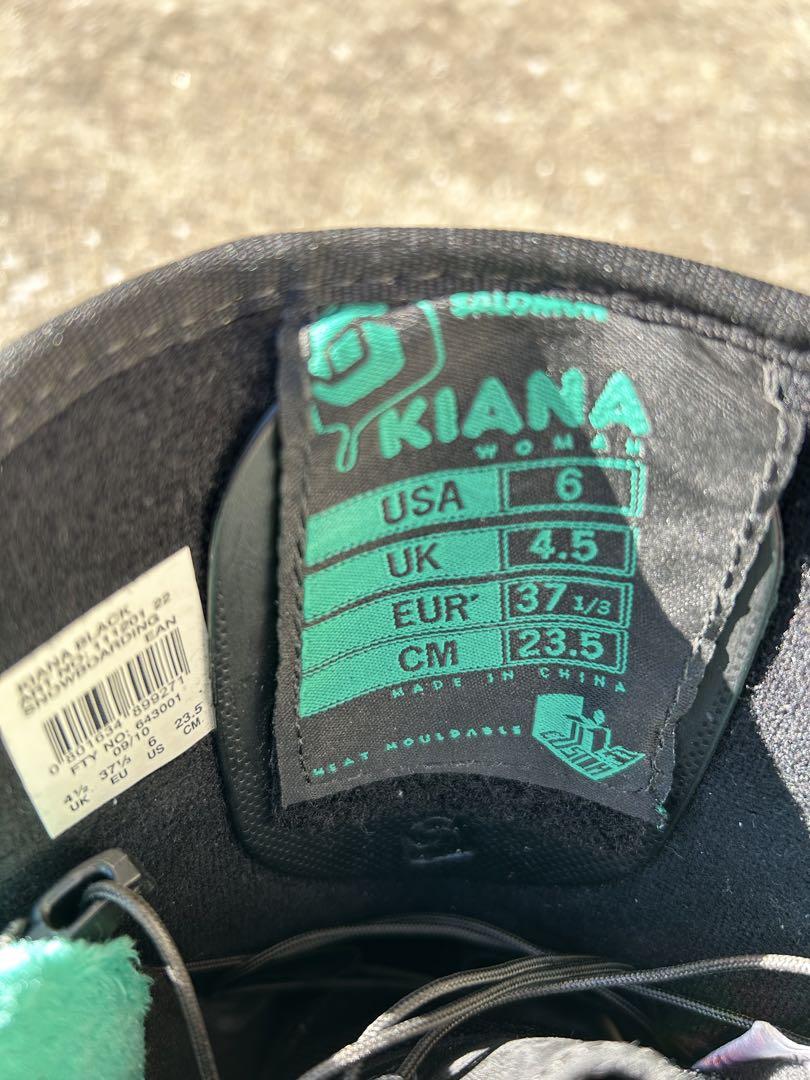 SALOMON
KIANA
WOMAN
USA 6
UK 4.5
EUR* 37 1/3
CM 23.5
MADE IN CHINA
HEAT MOULDABLE
KIANA BLACK
SNOWBOARDING
EAN
FTY NO: 643001
09/10
4½ 37⅓ 6 23.5
UK EU US CM